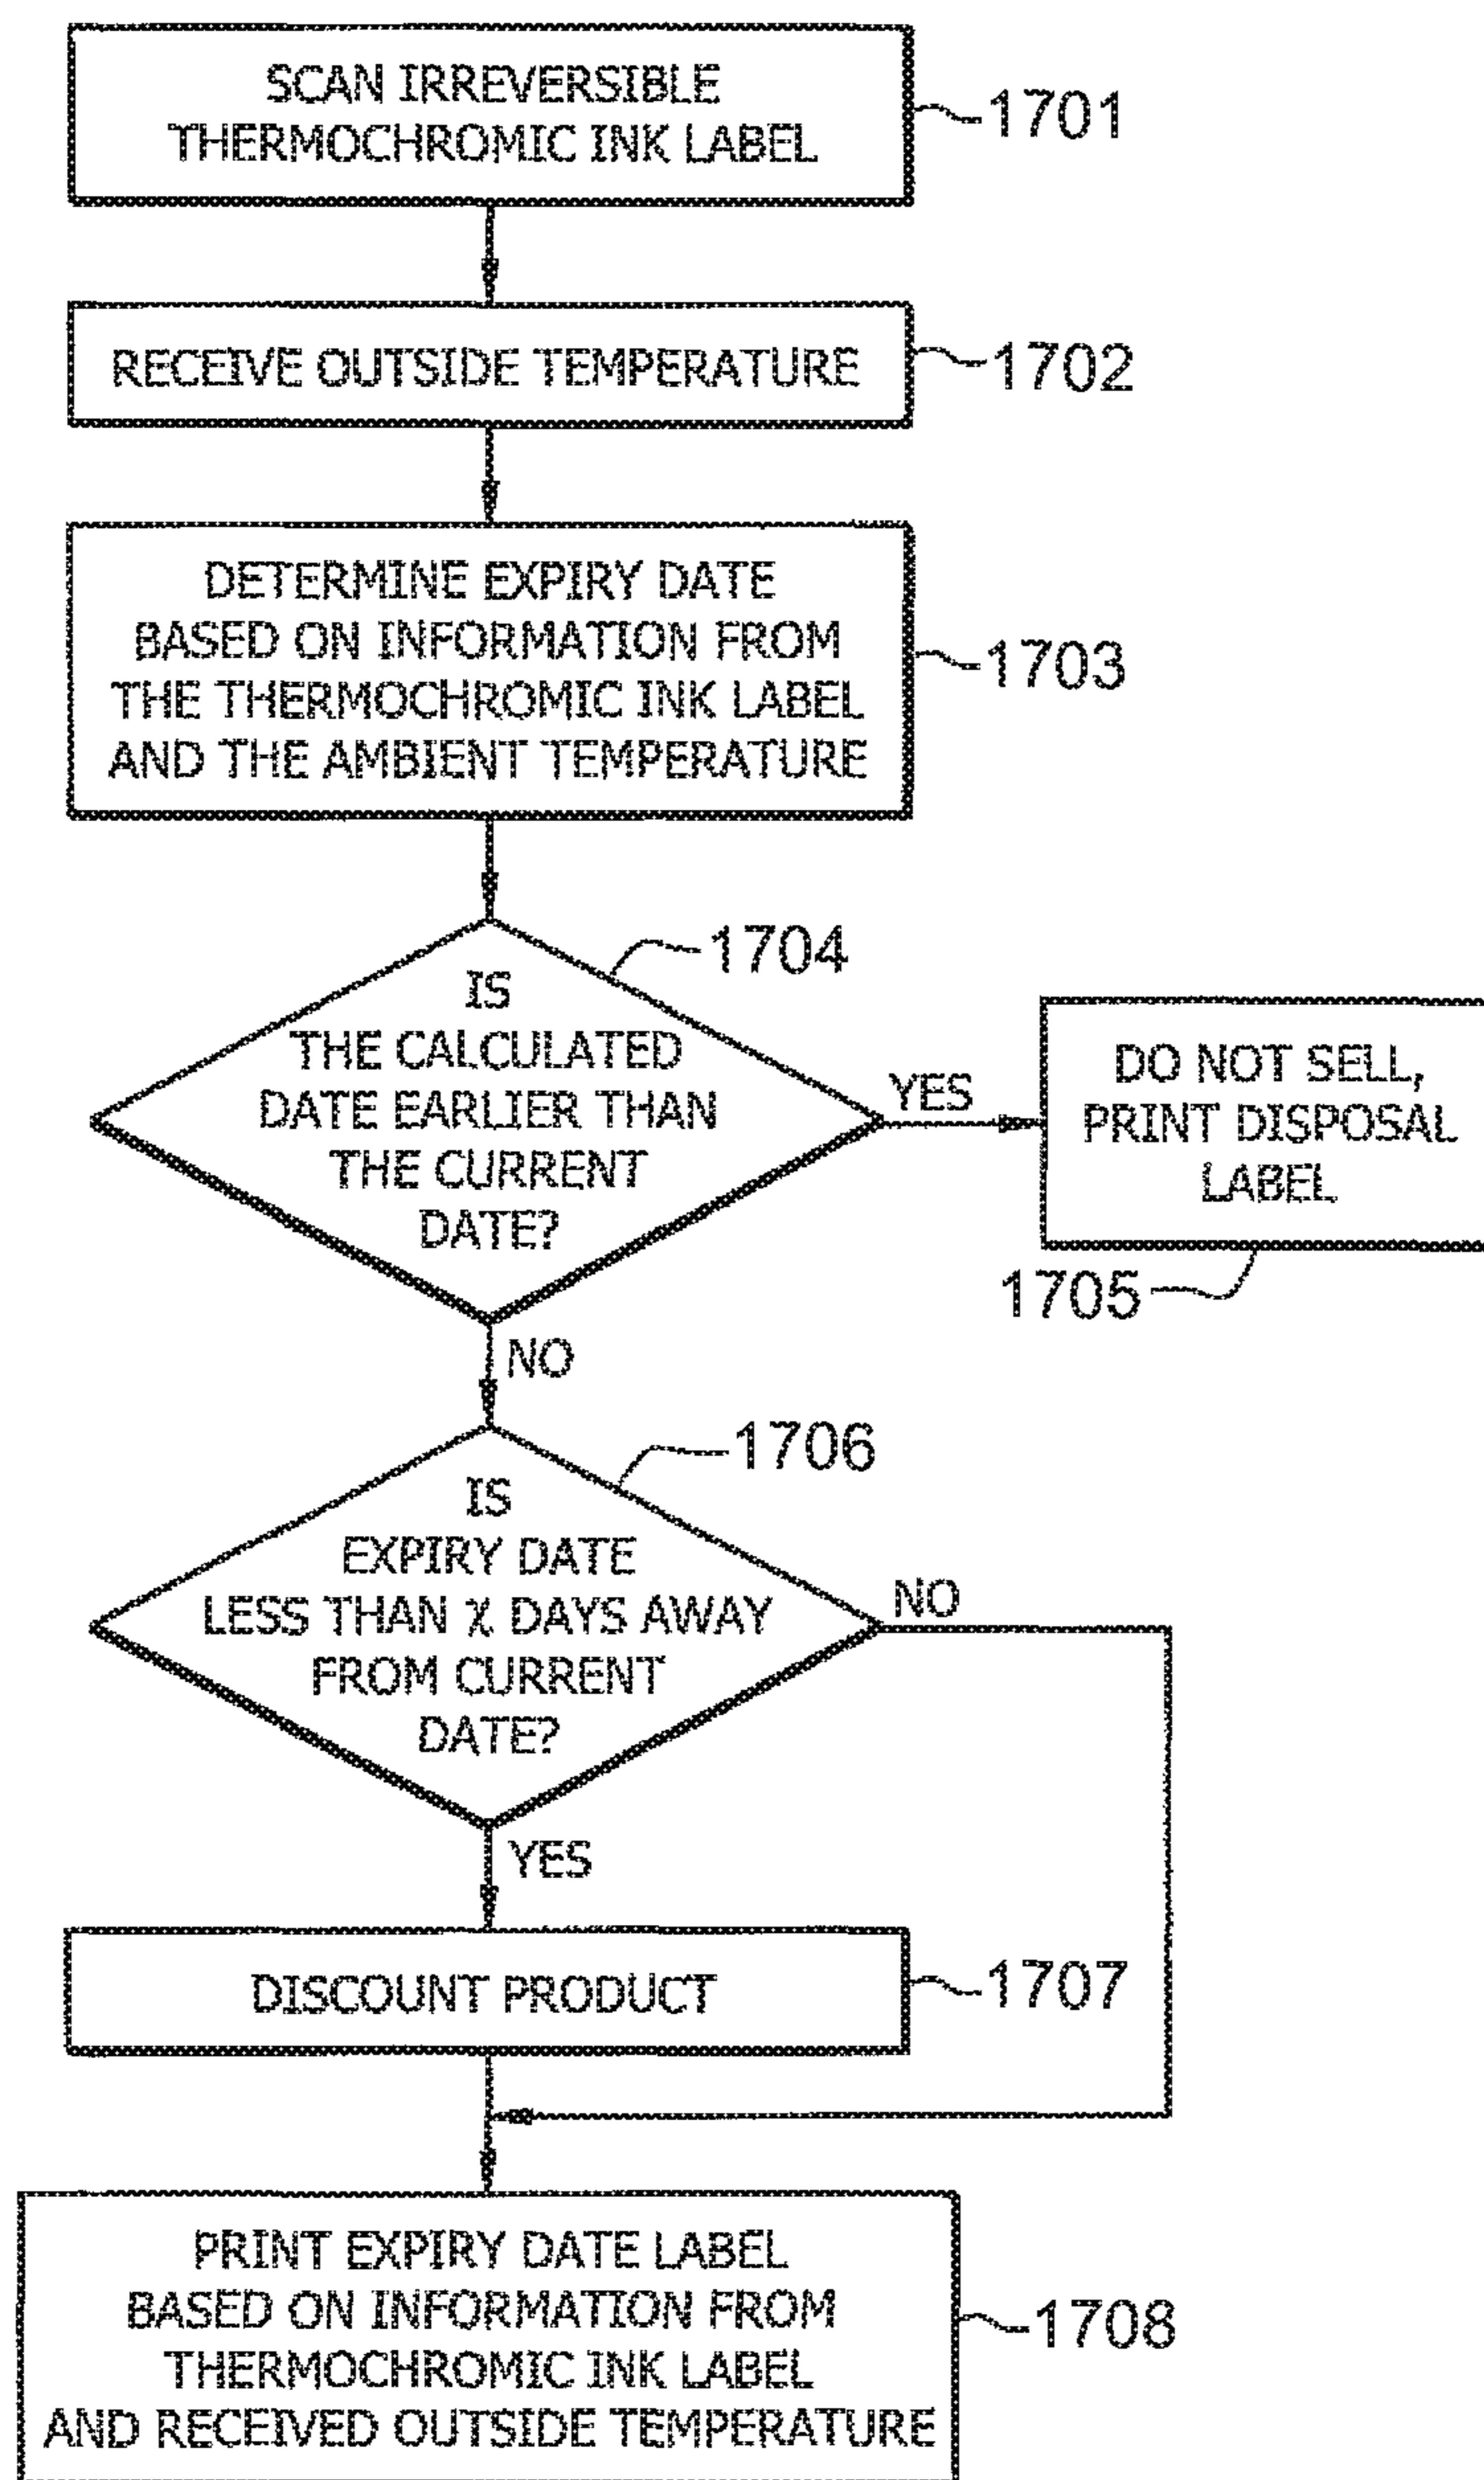 SCAN IRREVERSIBLE
THERMOCHROMIC INK LABEL
1701
RECEIVE OUTSIDE TEMPERATURE
1702
DETERMINE EXPIRY DATE
BASED ON INFORMATION FROM
THE THERMOCHROMIC INK LABEL
AND THE AMBIENT TEMPERATURE
1703
1704
IS
THE CALCULATED
DATE EARLIER THAN
THE CURRENT
DATE?
YES
DO NOT SELL,
PRINT DISPOSAL
LABEL
1705
NO
1706
IS
EXPIRY DATE
LESS THAN χ DAYS AWAY
FROM CURRENT
DATE?
NO
YES
DISCOUNT PRODUCT
1707
PRINT EXPIRY DATE LABEL
BASED ON INFORMATION FROM
THERMOCHROMIC INK LABEL
AND RECEIVED OUTSIDE TEMPERATURE
1708